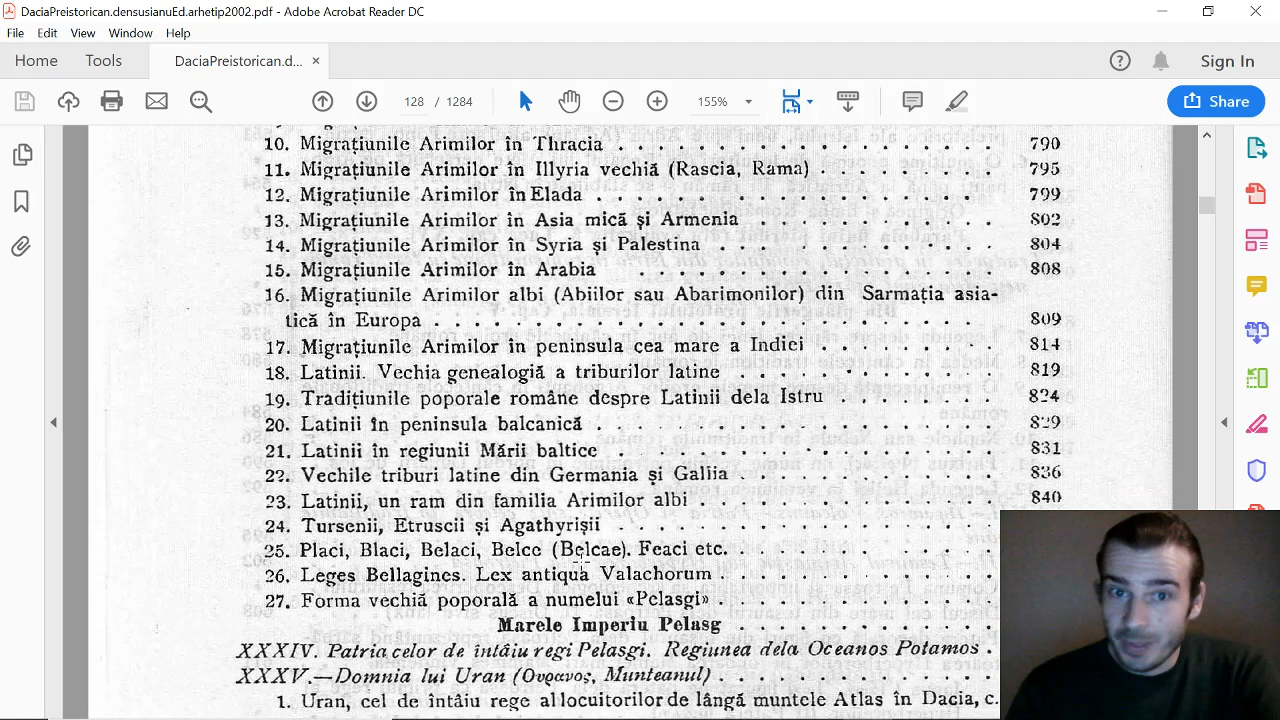 DaciaPreistorican.densusianuEd.arhetip2002.pdf - Adobe Acrobat Reader DC
File Edit View Window Help
Home Tools DaciaPreistorican.d... × Sign In
128 / 1284 155% Share
10. Migrațiunile Arimilor în Thracia . . . 790
11. Migrațiunile Arimilor în Illyria vechiă (Rascia, Rama) . . . 795
12. Migrațiunile Arimilor în Elada . . . 799
13. Migrațiunile Arimilor în Asia mică și Armenia . . . 802
14. Migrațiunile Arimilor în Syria și Palestina . . . 804
15. Migrațiunile Arimilor în Arabia . . . 808
16. Migrațiunile Arimilor albi (Abiilor sau Abarimonilor) din Sarmația asia-
tică în Europa . . . 809
17. Migrațiunile Arimilor în peninsula cea mare a Indiei . . . 814
18. Latinii. Vechia genealogiă a triburilor latine . . . 819
19. Tradițiunile poporale române despre Latinii dela Istru . . . 824
20. Latinii în peninsula balcanică . . . 829
21. Latinii în regiunii Mării baltice . . . 831
22. Vechile triburi latine din Germania și Gallia . . . 836
23. Latinii, un ram din familia Arimilor albi . . . 840
24. Tursenii, Etruscii și Agathyrișii . . .
25. Placi, Blaci, Belaci, Belce (Belcae). Feaci etc. . . .
26. Leges Bellagines. Lex antiqua Valachorum . . .
27. Forma vechiă poporală a numelui «Pelasgi» . . .
Marele Imperiu Pelasg . . .
XXXIV. Patria celor de întâiu regi Pelasgi. Regiunea dela Oceanos Potamos .
XXXV.—Domnia lui Uran (Ουρανος, Munteanul) . . .
1. Uran, cel de întâiu rege al locuitorilor de lângă muntele Atlas în Dacia, c.